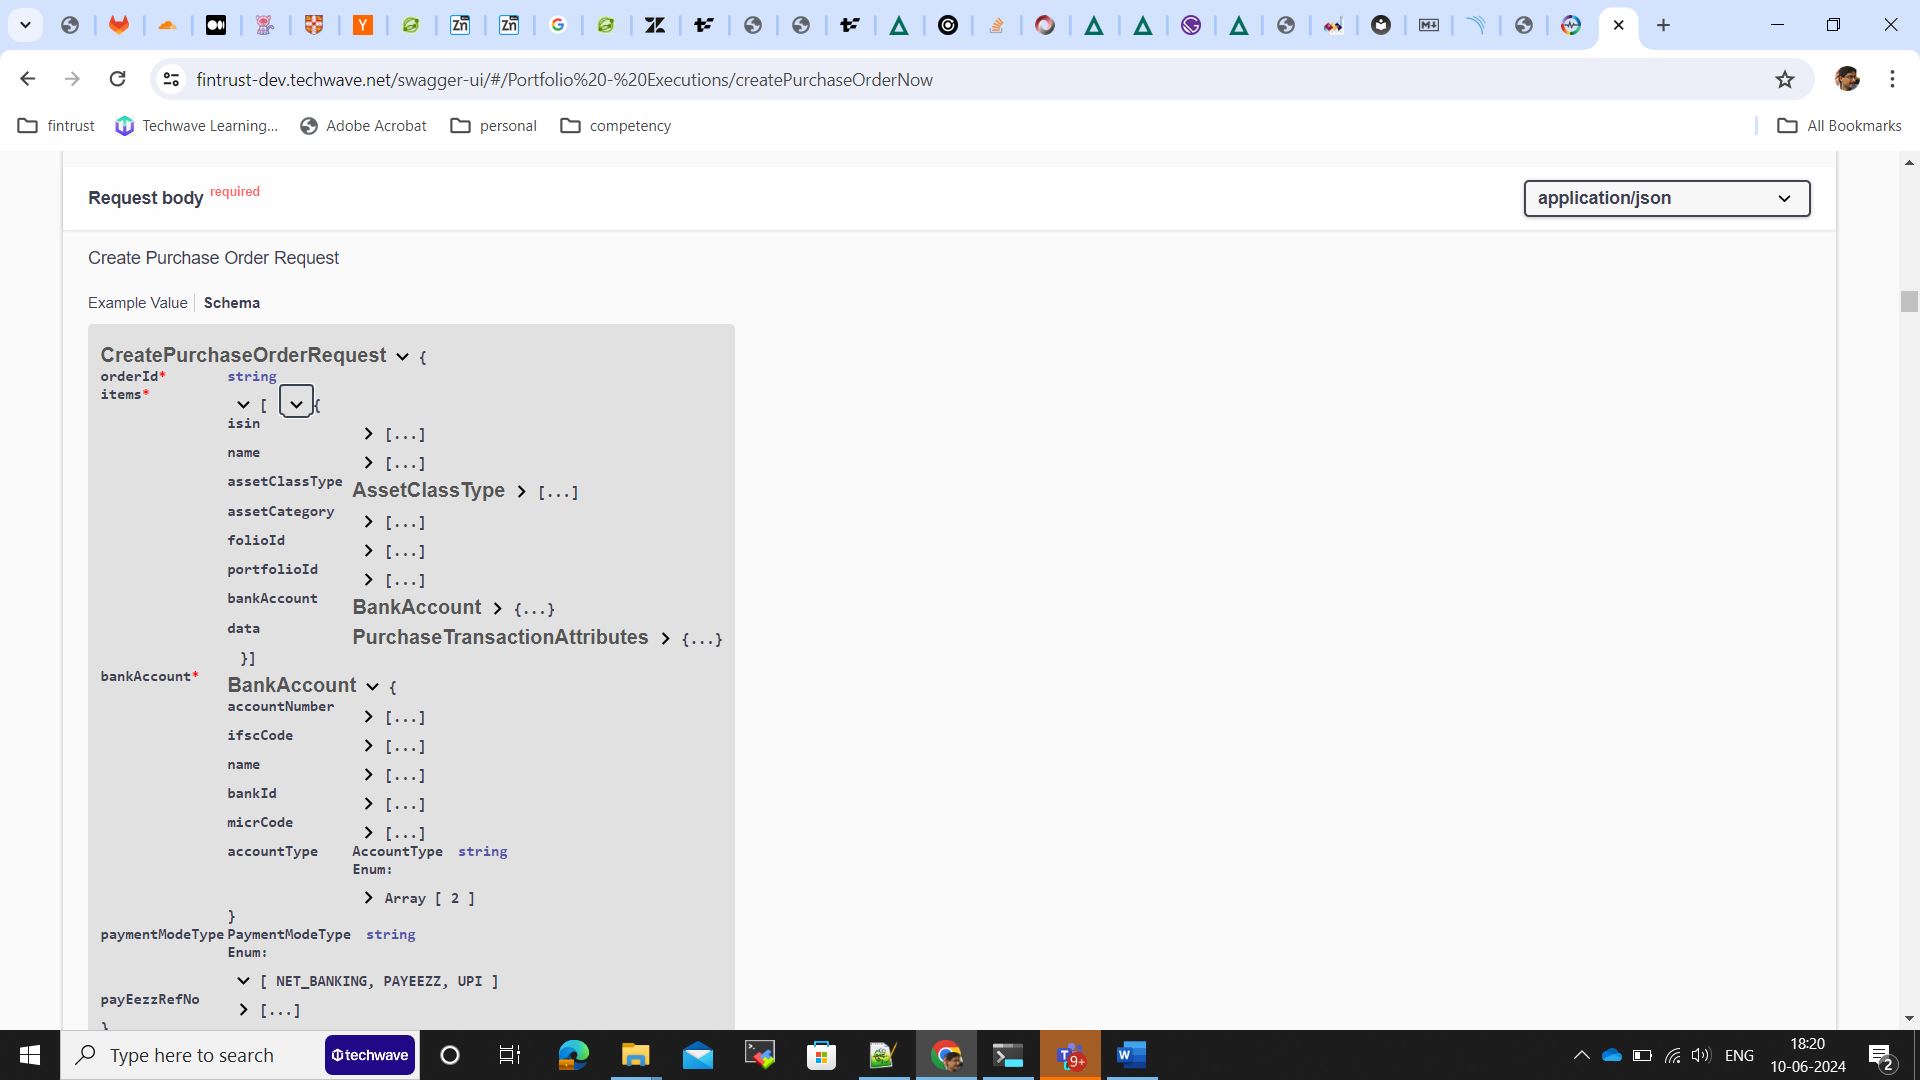 fintrust-dev.techwave.net/swagger-ui/#/Portfolio%20-%20Executions/createPurchaseOrderNow
fintrust
Techwave Learning...
Adobe Acrobat
personal
competency
All Bookmarks
Request body required
application/json
Create Purchase Order Request
Example Value Schema
CreatePurchaseOrderRequest {
orderId* string
items*
[ {
isin [...]
name [...]
assetClassType AssetClassType [...]
assetCategory [...]
folioId [...]
portfolioId [...]
bankAccount BankAccount {...}
data PurchaseTransactionAttributes {...}
}]
bankAccount* BankAccount {
accountNumber [...]
ifscCode [...]
name [...]
bankId [...]
micrCode [...]
accountType AccountType string
Enum:
Array [ 2 ]
}
paymentModeType PaymentModeType string
Enum:
[ NET_BANKING, PAYEEZZ, UPI ]
payEezzRefNo [...]
}
Type here to search
techwave
9+
ENG
18:20
10-06-2024
2